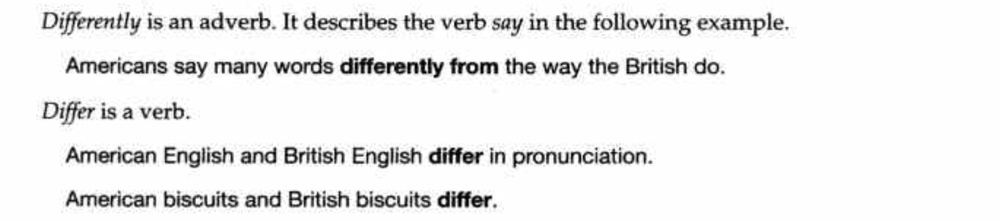 Differently is an adverb. It describes the verb say in the following example.
Americans say many words differently from the way the British do.
Differ is a verb.
American English and British English differ in pronunciation.
American biscuits and British biscuits differ.